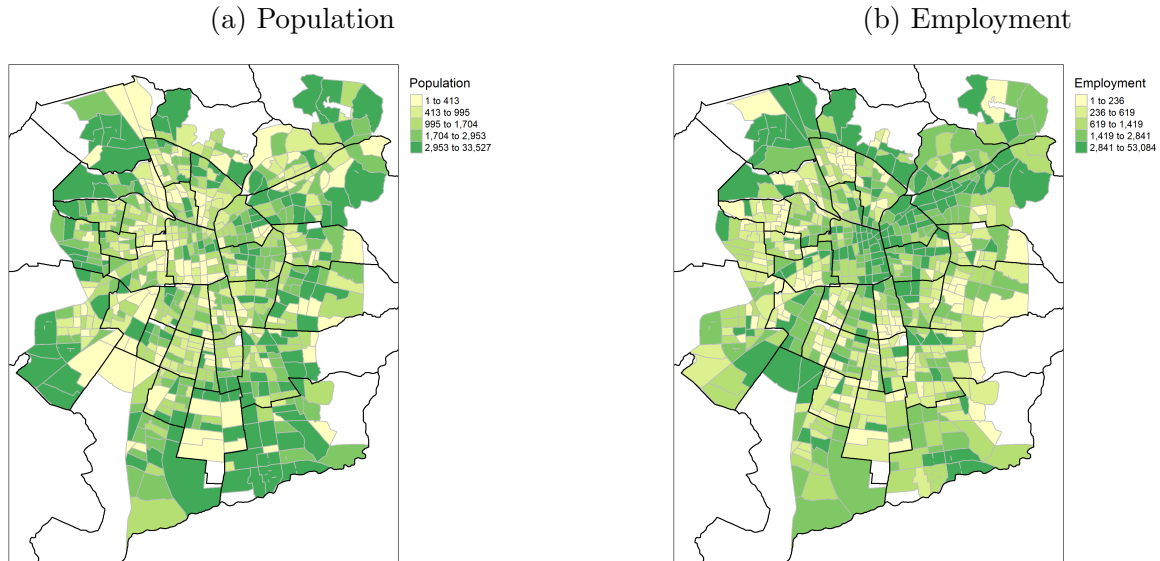 (a) Population
Population
1 to 413
413 to 995
995 to 1,704
1,704 to 2,953
2,953 to 33,527
(b) Employment
Employment
1 to 236
236 to 619
619 to 1,419
1,419 to 2,841
2,841 to 53,084